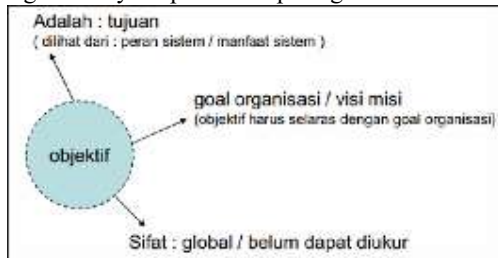 Adalah : tujuan
( dilihat dari : peran sistem / manfaat sistem )
goal organisasi / visi misi
(objektif harus selaras dengan goal organisasi)
objektif
Sifat : global / belum dapat diukur